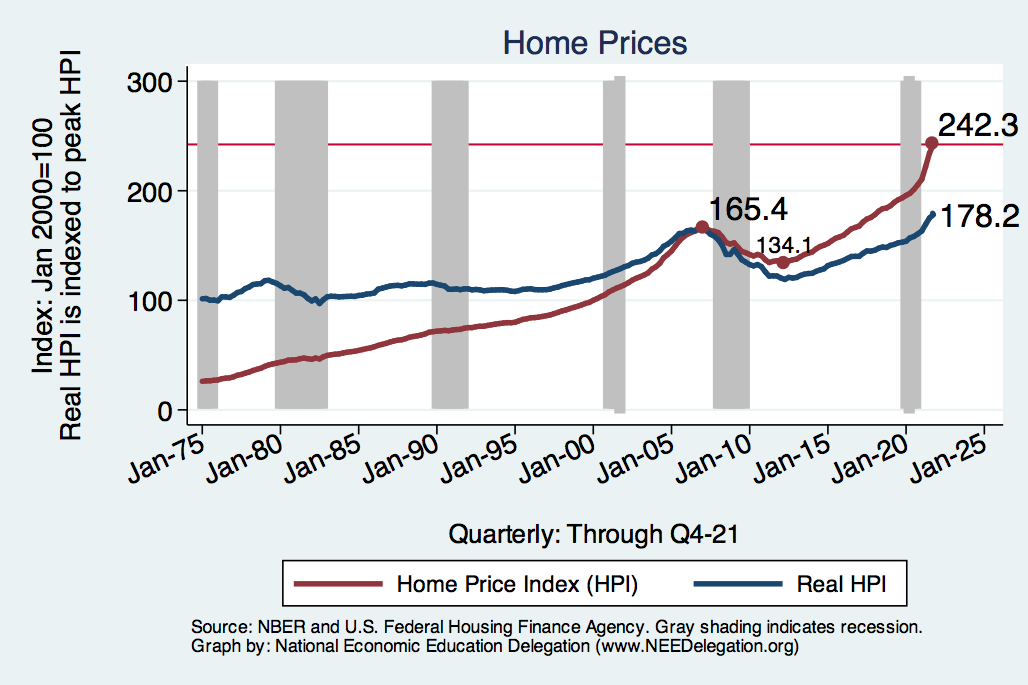 Home Prices
Index: Jan 2000=100
Real HPI is indexed to peak HPI
300
200
100
0
242.3
165.4
134.1
178.2
Jan-75
Jan-80
Jan-85
Jan-90
Jan-95
Jan-00
Jan-05
Jan-10
Jan-15
Jan-20
Jan-25
Quarterly: Through Q4-21
Home Price Index (HPI)
Real HPI
Source: NBER and U.S. Federal Housing Finance Agency. Gray shading indicates recession.
Graph by: National Economic Education Delegation (www.NEEDelegation.org)